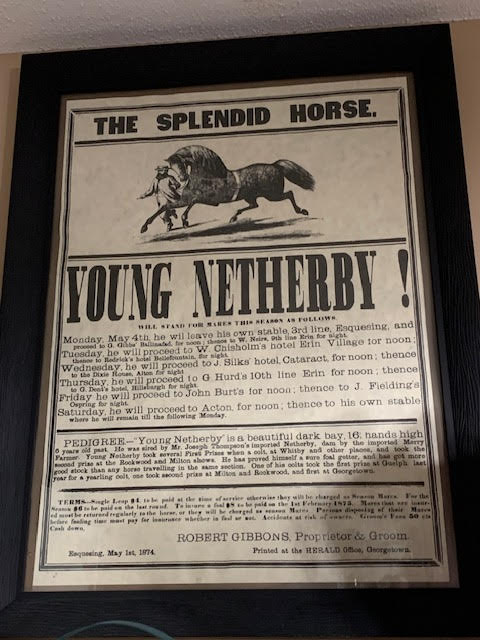 THE SPLENDID HORSE.
YOUNG NETHERBY !
WILL STAND FOR MARES THIS SEASON AS FOLLOWS.
Monday, May 4th, he will leave his own stable, 3rd line, Esquesing, and
proceed to G. Gibbs' Ballinafad, for noon; thence to W. Neirs, 9th line Erin for night.
Tuesday, he will proceed to W. Chisholm's hotel Erin Village for noon;
thence to Redrick's hotel Bellefountain, for night.
Wednesday, he will proceed to J. Silks' hotel, Cataract, for noon; thence
to the Dixie House, Alton for night
Thursday, he will proceed to G Hurd's 10th line Erin for noon; thence
to G. Dent's hotel, Hillsburgh for night.
Friday he will proceed to John Burt's for noon; thence to J. Fielding's
Ospring for night.
Saturday, he will proceed to Acton, for noon; thence to his own stable
where he will remain till the following Monday.
PEDIGREE—"Young Netherby" is a beautiful dark bay, 16¼ hands high
5 years old past. He was sired by Mr. Joseph Thompson's imported Netherby, dam by the imported Merry
Farmer. Young Netherby took several First Prizes when a colt, at Whitby and other places, and took the
second prize at the Rookwood and Milton shows. He has proved himself a sure foal getter, and has got more
good stock than any horse travelling in the same section. One of his colts took the first prize at Guelph last
year for a yearling colt, one took second prize at Milton and Rookwood, and first at Georgetown.
TERMS—Single Leap $4, to be paid at the time of service otherwise they will be charged as Season Mares. For the
Season $6 to be paid on the last round. To insure a foal $8 to be paid on the 1st February 1875. Mares that are insur-
ed must be returned regularly to the horse, or they will be charged as season Mares. Persons disposing of their Mares
before foaling time must pay for insurance whether in foal or not. Accidents at risk of owners. Groom's Fees 50 cts
Cash down.
ROBERT GIBBONS, Proprietor & Groom.
Esquesing, May 1st, 1874.
Printed at the HERALD Office, Georgetown.